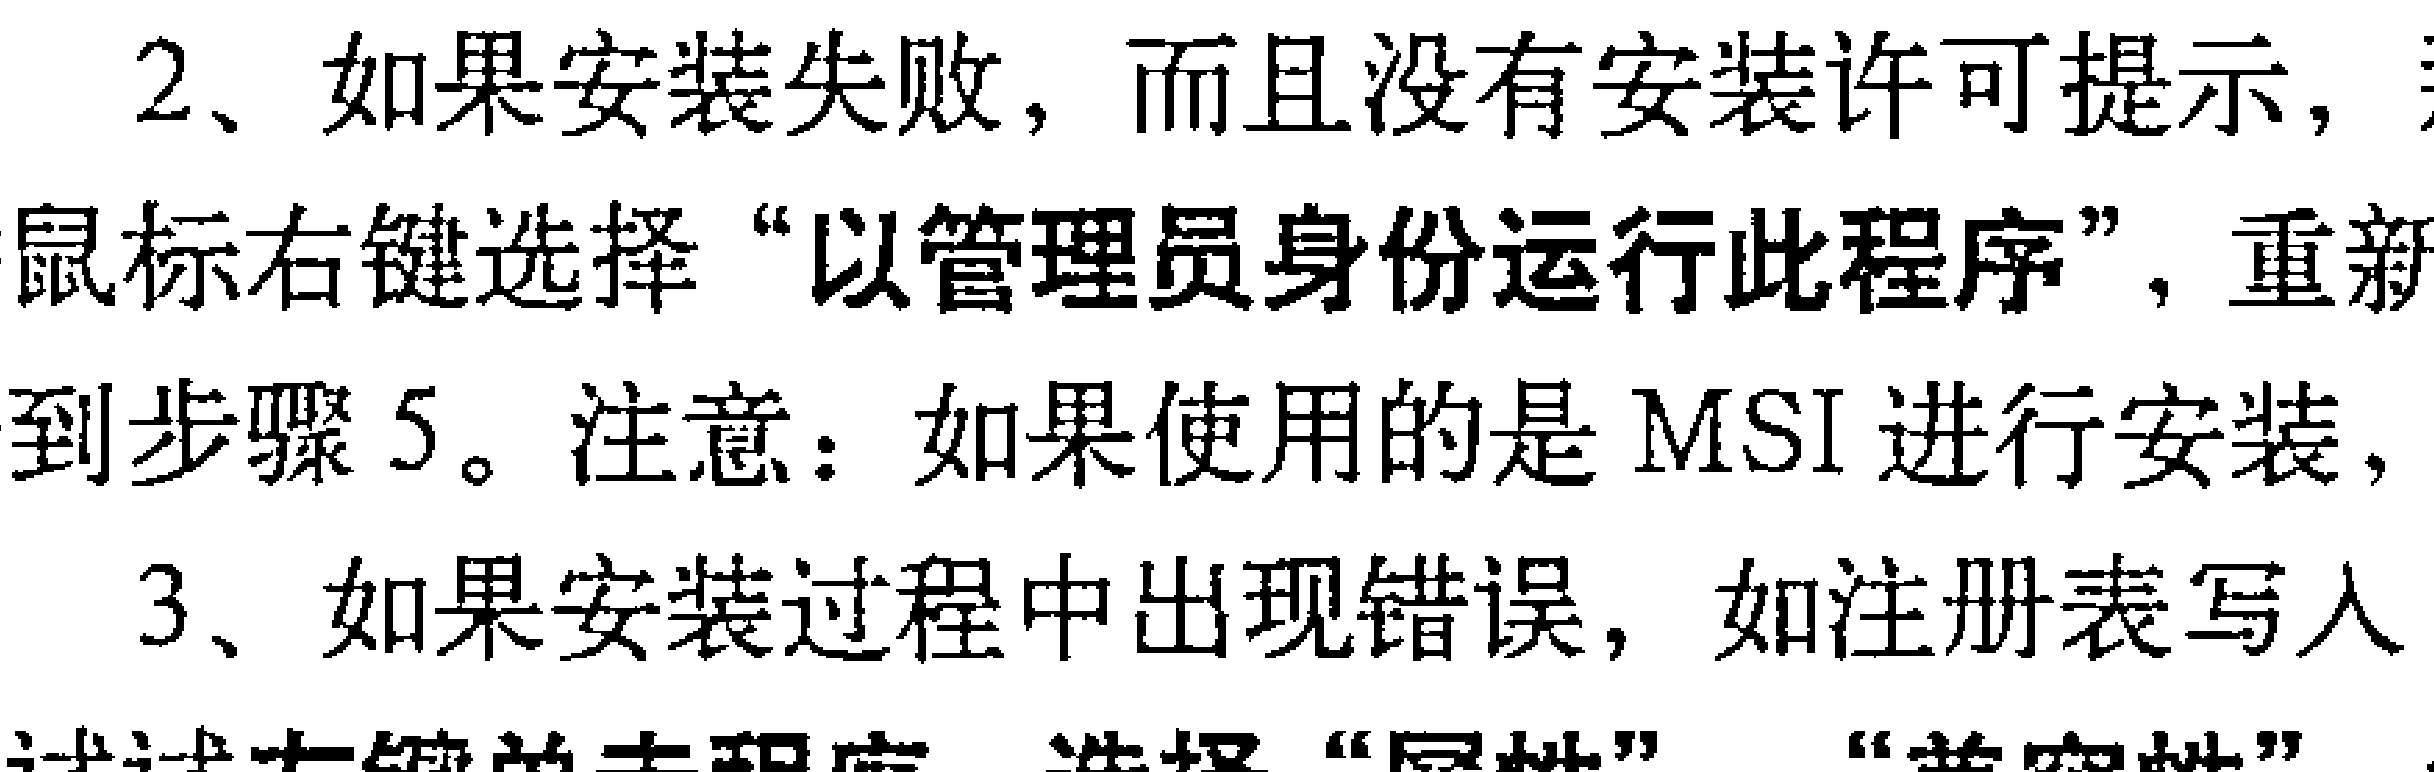 2、如果安装失败，而且没有安装许可提示，
鼠标右键选择“以管理员身份运行此程序”，重新
到步骤 5。注意：如果使用的是 MSI 进行安装，
3、如果安装过程中出现错误，如注册表写入